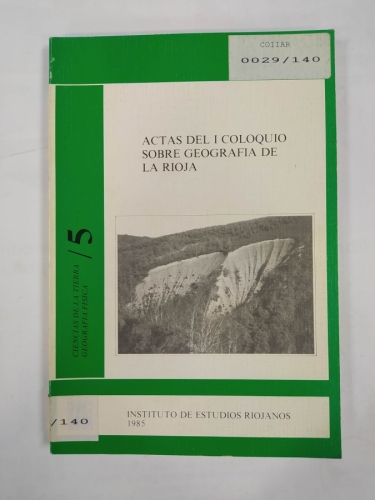 COIIAR
0029/140
ACTAS DEL I COLOQUIO
SOBRE GEOGRAFIA DE
LA RIOJA
CIENCIAS DE LA TIERRA
GEOGRAFIA FISICA
/5
/140
INSTITUTO DE ESTUDIOS RIOJANOS
1985